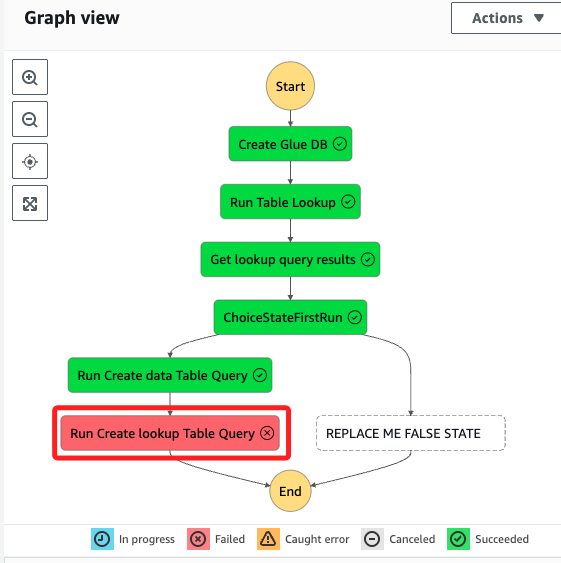 Graph view
Actions
Start
Create Glue DB
Run Table Lookup
Get lookup query results
ChoiceStateFirstRun
Run Create data Table Query
Run Create lookup Table Query
REPLACE ME FALSE STATE
End
In progress
Failed
Caught error
Canceled
Succeeded